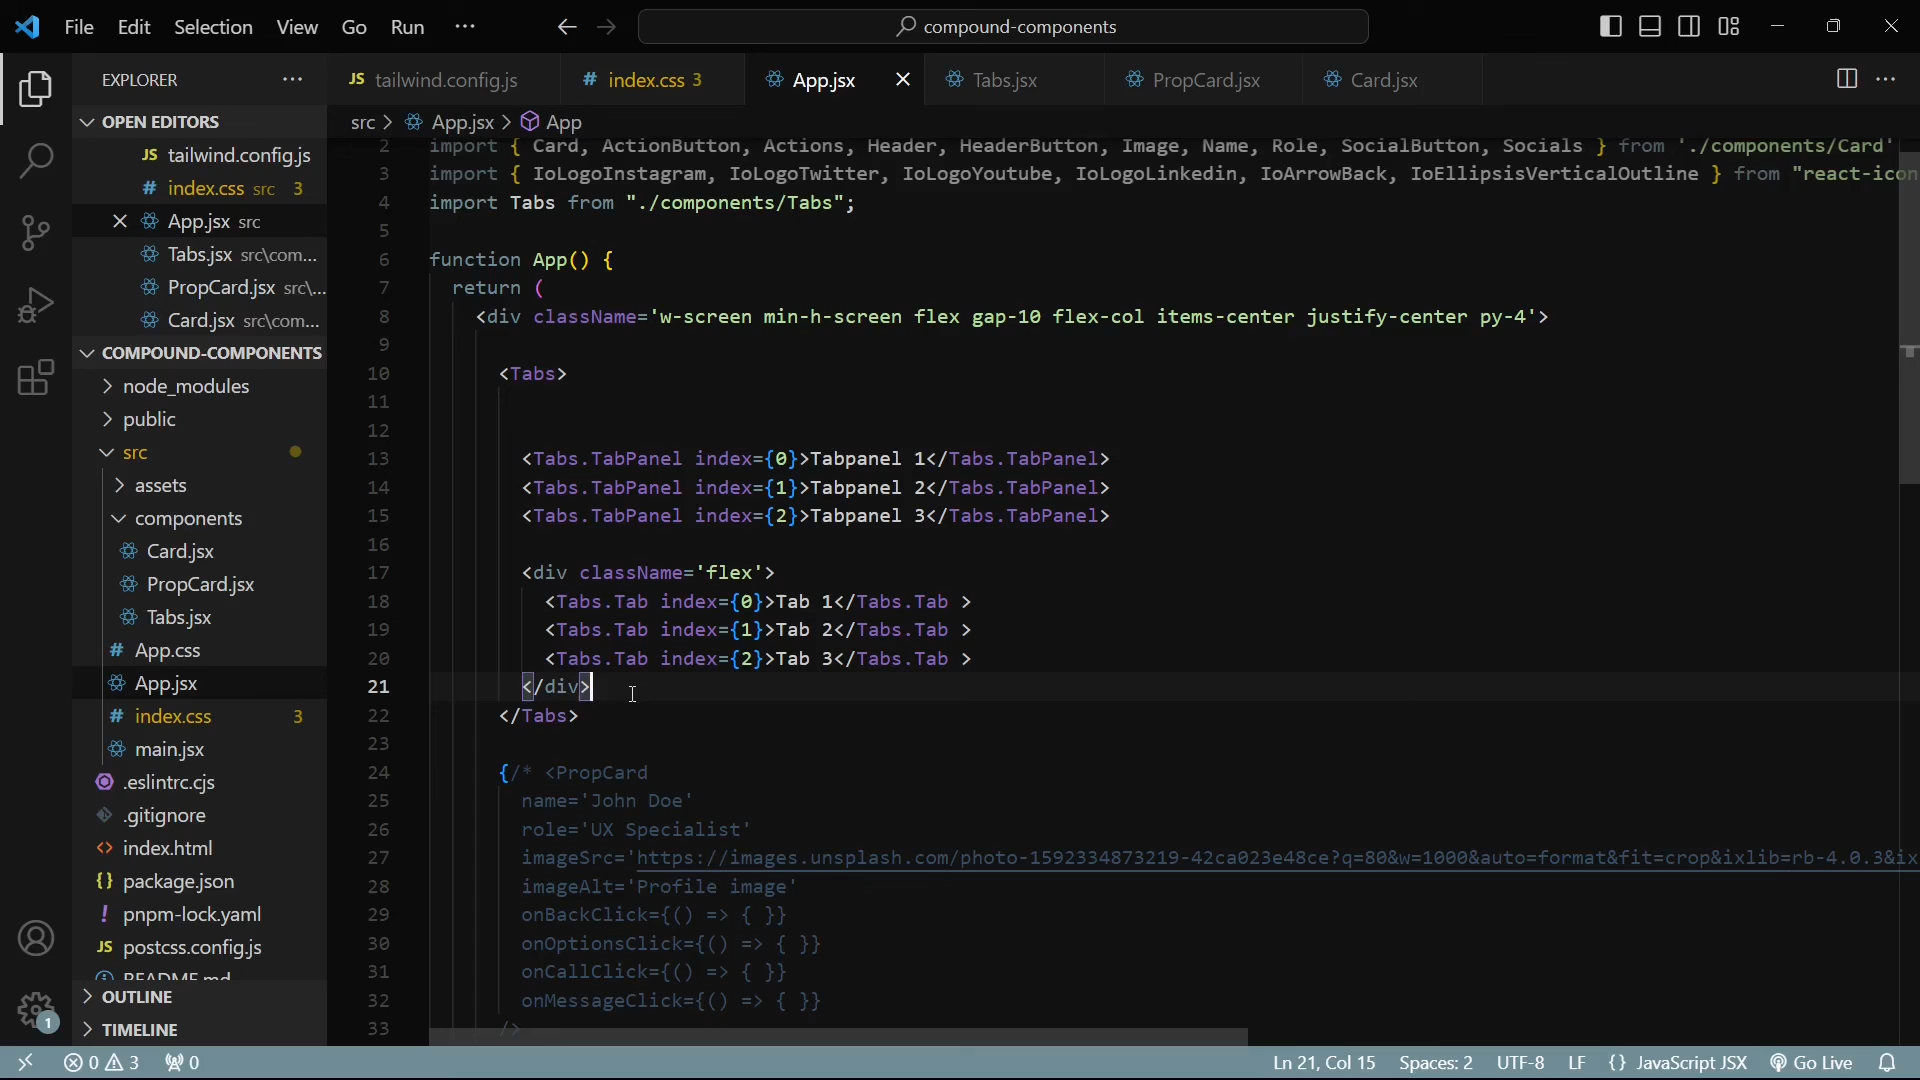 File Edit Selection View Go Run ··· compound-components
EXPLORER ···
OPEN EDITORS
JS tailwind.config.js
# index.css src 3
App.jsx src
Tabs.jsx src\com...
PropCard.jsx src\...
Card.jsx src\com...
COMPOUND-COMPONENTS
node_modules
public
src
assets
components
Card.jsx
PropCard.jsx
Tabs.jsx
# App.css
App.jsx
# index.css 3
main.jsx
.eslintrc.cjs
.gitignore
<> index.html
{} package.json
! pnpm-lock.yaml
JS postcss.config.js
README.md
OUTLINE
TIMELINE
1
JS tailwind.config.js # index.css 3 App.jsx Tabs.jsx PropCard.jsx Card.jsx ···
src > App.jsx > App
2 import { Card, ActionButton, Actions, Header, HeaderButton, Image, Name, Role, SocialButton, Socials } from './components/Card'
3 import { IoLogoInstagram, IoLogoTwitter, IoLogoYoutube, IoLogoLinkedin, IoArrowBack, IoEllipsisVerticalOutline } from "react-icon
4 import Tabs from "./components/Tabs";
5
6 function App() {
7 return (
8 <div className='w-screen min-h-screen flex gap-10 flex-col items-center justify-center py-4'>
9
10 <Tabs>
11
12
13 <Tabs.TabPanel index={0}>Tabpanel 1</Tabs.TabPanel>
14 <Tabs.TabPanel index={1}>Tabpanel 2</Tabs.TabPanel>
15 <Tabs.TabPanel index={2}>Tabpanel 3</Tabs.TabPanel>
16
17 <div className='flex'>
18 <Tabs.Tab index={0}>Tab 1</Tabs.Tab >
19 <Tabs.Tab index={1}>Tab 2</Tabs.Tab >
20 <Tabs.Tab index={2}>Tab 3</Tabs.Tab >
21 </div>
22 </Tabs>
23
24 {/* <PropCard
25 name='John Doe'
26 role='UX Specialist'
27 imageSrc='https://images.unsplash.com/photo-1592334873219-42ca023e48ce?q=80&w=1000&auto=format&fit=crop&ixlib=rb-4.0.3&ix
28 imageAlt='Profile image'
29 onBackClick={() => { }}
30 onOptionsClick={() => { }}
31 onCallClick={() => { }}
32 onMessageClick={() => { }}
33 />
0 3 0 Ln 21, Col 15 Spaces: 2 UTF-8 LF {} JavaScript JSX Go Live